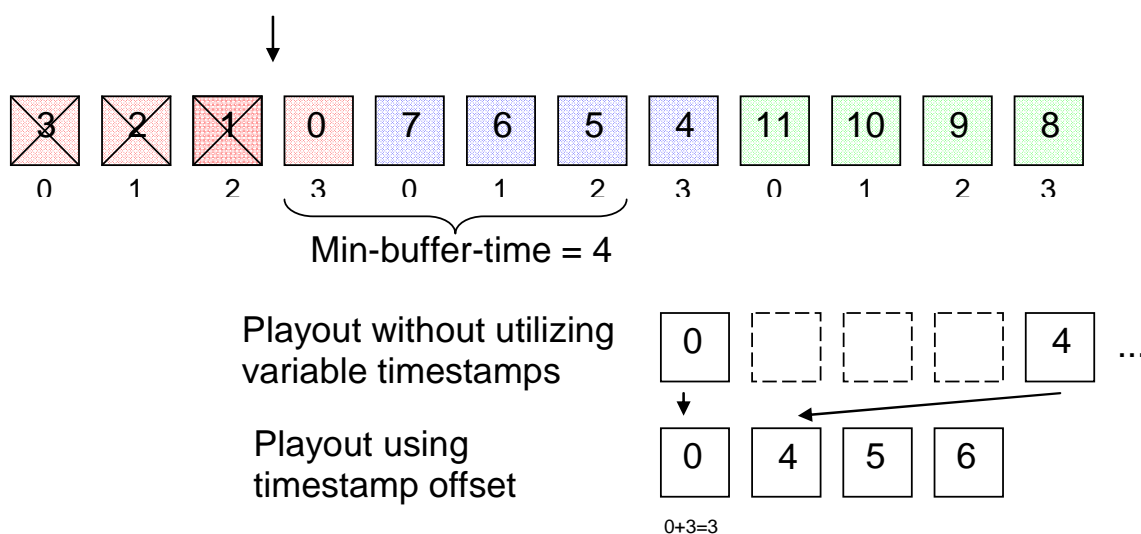 3 2 1 0 7 6 5 4 11 10 9 8
0 1 2 3 0 1 2 3 0 1 2 3
Min-buffer-time = 4
Playout without utilizing
variable timestamps
0 4 ...
Playout using
timestamp offset
0 4 5 6
0+3=3